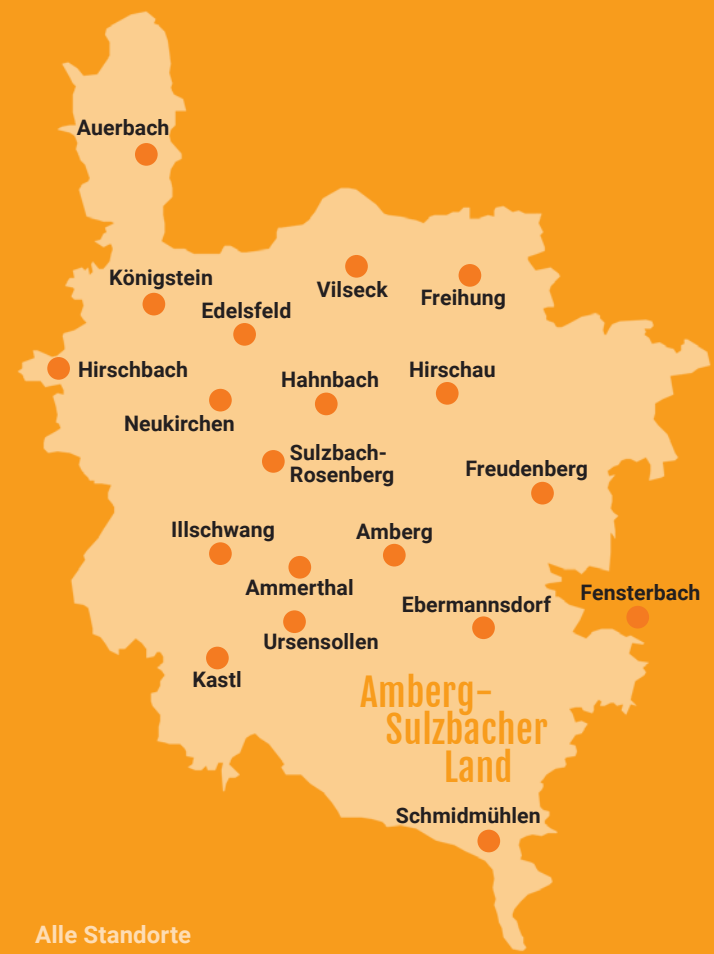 Auerbach
Königstein
Vilseck
Freihung
Edelsfeld
Hirschbach
Hahnbach
Hirschau
Neukirchen
Sulzbach-
Rosenberg
Freudenberg
Illschwang
Amberg
Ammerthal
Ebermannsdorf
Fensterbach
Ursensollen
Kastl
Amberg-
Sulzbacher
Land
Schmidmühlen
Alle Standorte